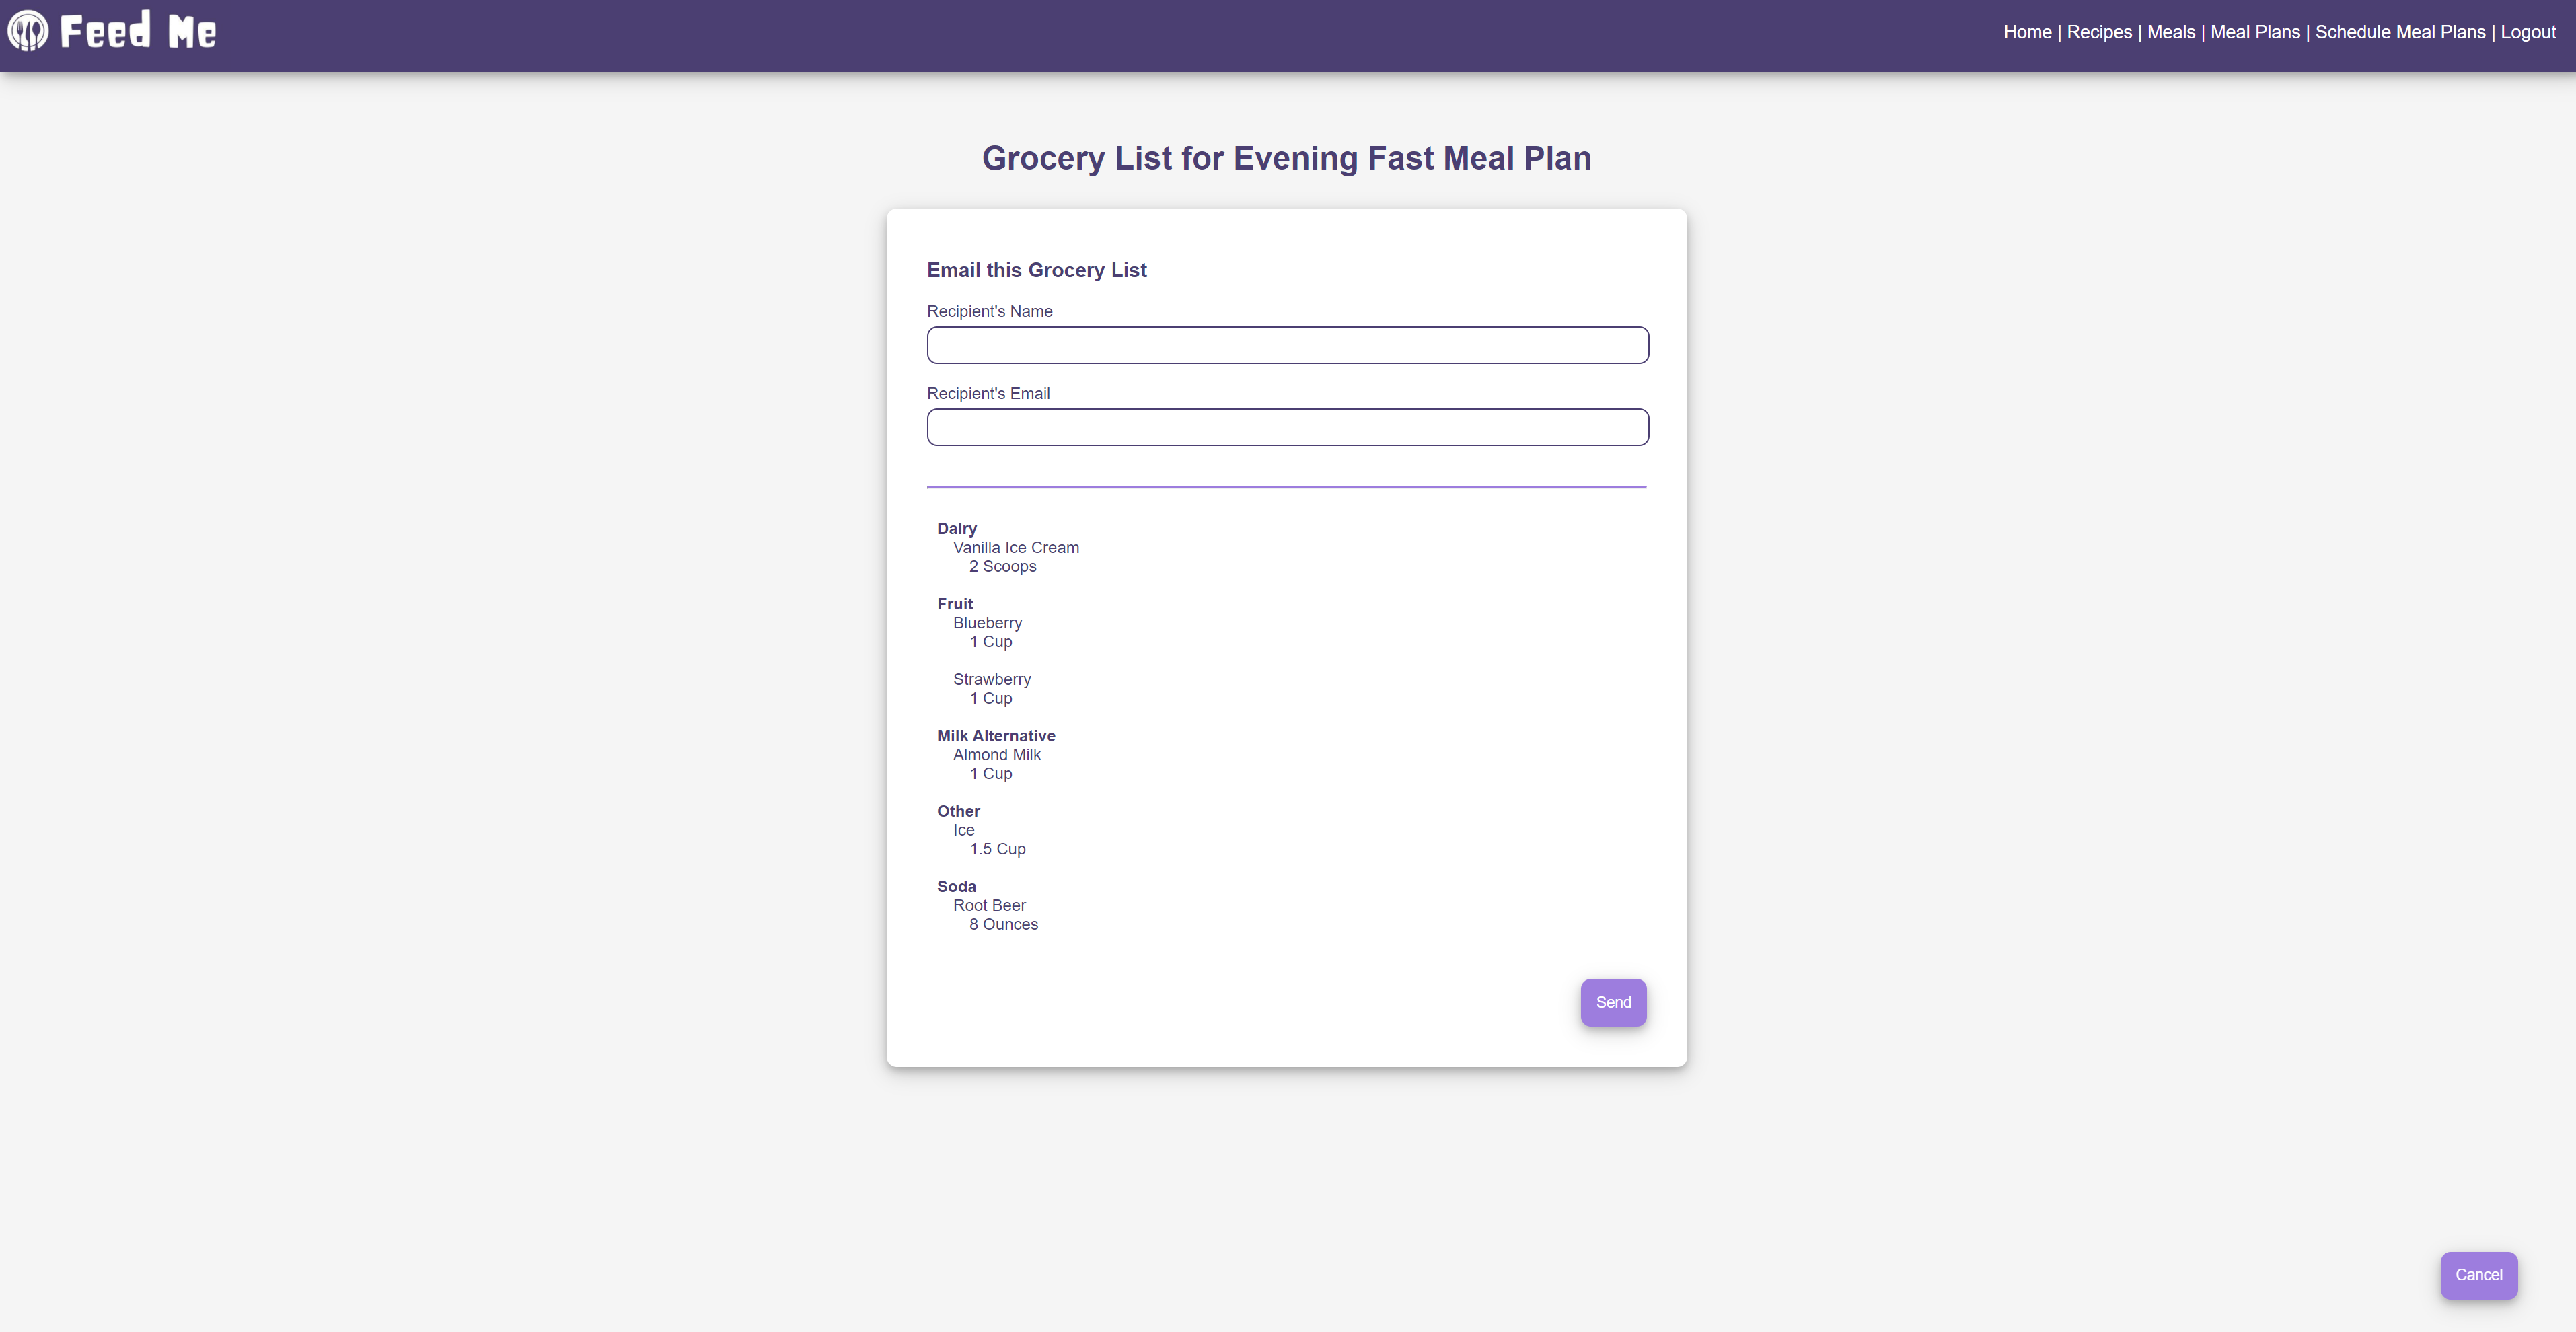 Feed Me
Home | Recipes | Meals | Meal Plans | Schedule Meal Plans | Logout
Grocery List for Evening Fast Meal Plan
Email this Grocery List
Recipient's Name
Recipient's Email
Dairy
Vanilla Ice Cream
2 Scoops
Fruit
Blueberry
1 Cup
Strawberry
1 Cup
Milk Alternative
Almond Milk
1 Cup
Other
Ice
1.5 Cup
Soda
Root Beer
8 Ounces
Send
Cancel